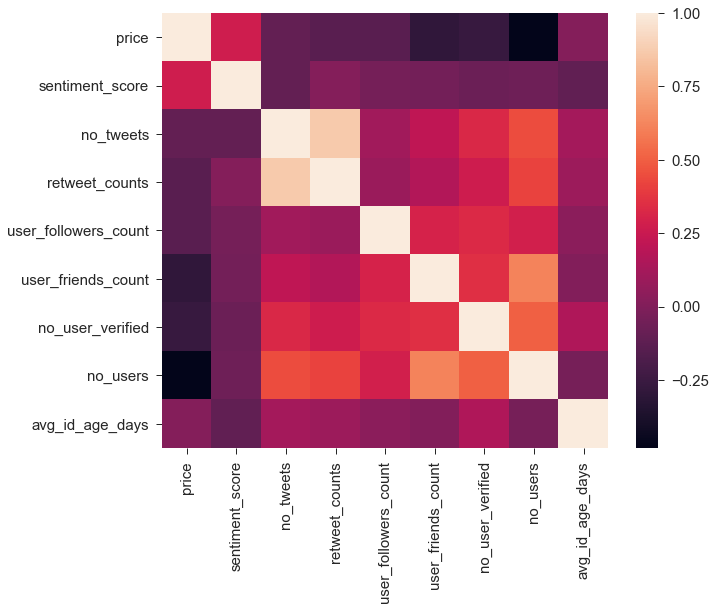 price
sentiment_score
no_tweets
retweet_counts
user_followers_count
user_friends_count
no_user_verified
no_users
avg_id_age_days
price
sentiment_score
no_tweets
retweet_counts
user_followers_count
user_friends_count
no_user_verified
no_users
avg_id_age_days
1.00
0.75
0.50
0.25
0.00
−0.25